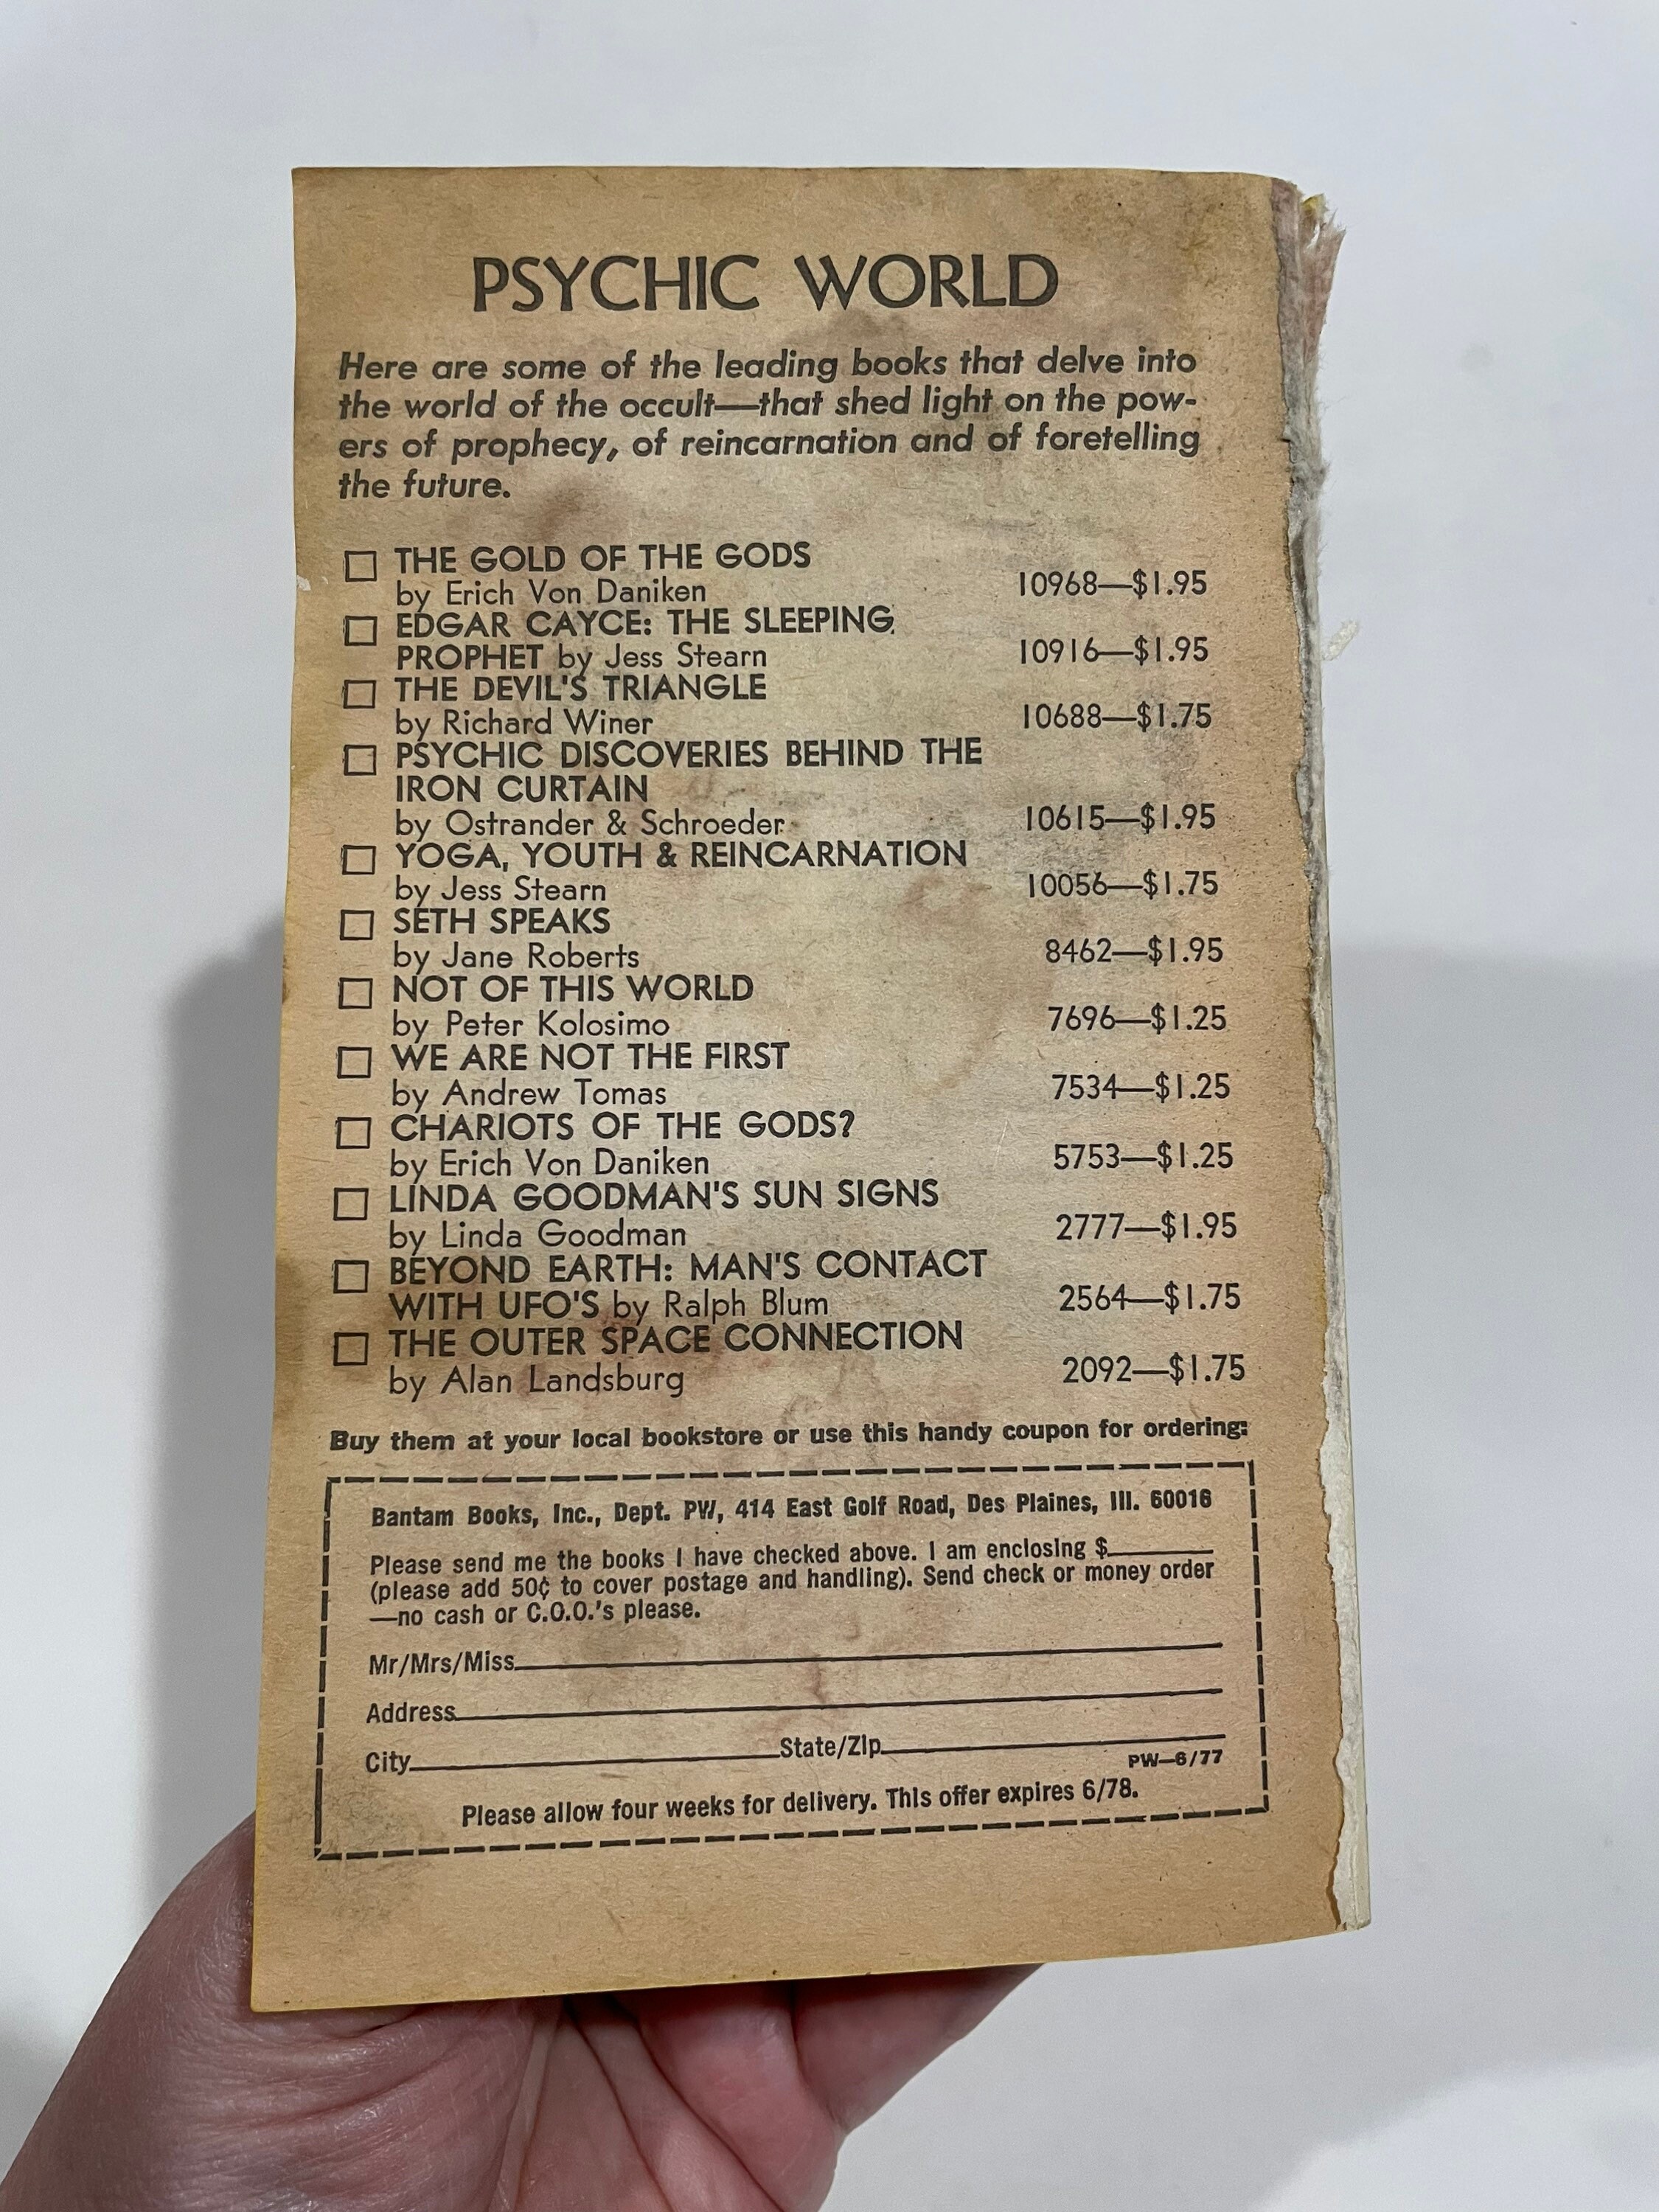 PSYCHIC WORLD
Here are some of the leading books that delve into
the world of the occult—that shed light on the pow-
ers of prophecy, of reincarnation and of foretelling
the future.
☐ THE GOLD OF THE GODS
by Erich Von Daniken 10968—$1.95
☐ EDGAR CAYCE: THE SLEEPING
PROPHET by Jess Stearn 10916—$1.95
☐ THE DEVIL'S TRIANGLE
by Richard Winer 10688—$1.75
☐ PSYCHIC DISCOVERIES BEHIND THE
IRON CURTAIN
by Ostrander & Schroeder 10615—$1.95
☐ YOGA, YOUTH & REINCARNATION
by Jess Stearn 10056—$1.75
☐ SETH SPEAKS
by Jane Roberts 8462—$1.95
☐ NOT OF THIS WORLD
by Peter Kolosimo 7696—$1.25
☐ WE ARE NOT THE FIRST
by Andrew Tomas 7534—$1.25
☐ CHARIOTS OF THE GODS?
by Erich Von Daniken 5753—$1.25
☐ LINDA GOODMAN'S SUN SIGNS
by Linda Goodman 2777—$1.95
☐ BEYOND EARTH: MAN'S CONTACT
WITH UFO'S by Ralph Blum 2564—$1.75
☐ THE OUTER SPACE CONNECTION
by Alan Landsburg 2092—$1.75
Buy them at your local bookstore or use this handy coupon for ordering:
Bantam Books, Inc., Dept. PW, 414 East Golf Road, Des Plaines, Ill. 60016
Please send me the books I have checked above. I am enclosing $
(please add 50¢ to cover postage and handling). Send check or money order
—no cash or C.O.O.'s please.
Mr/Mrs/Miss
Address
City State/Zip
PW—6/77
Please allow four weeks for delivery. This offer expires 6/78.